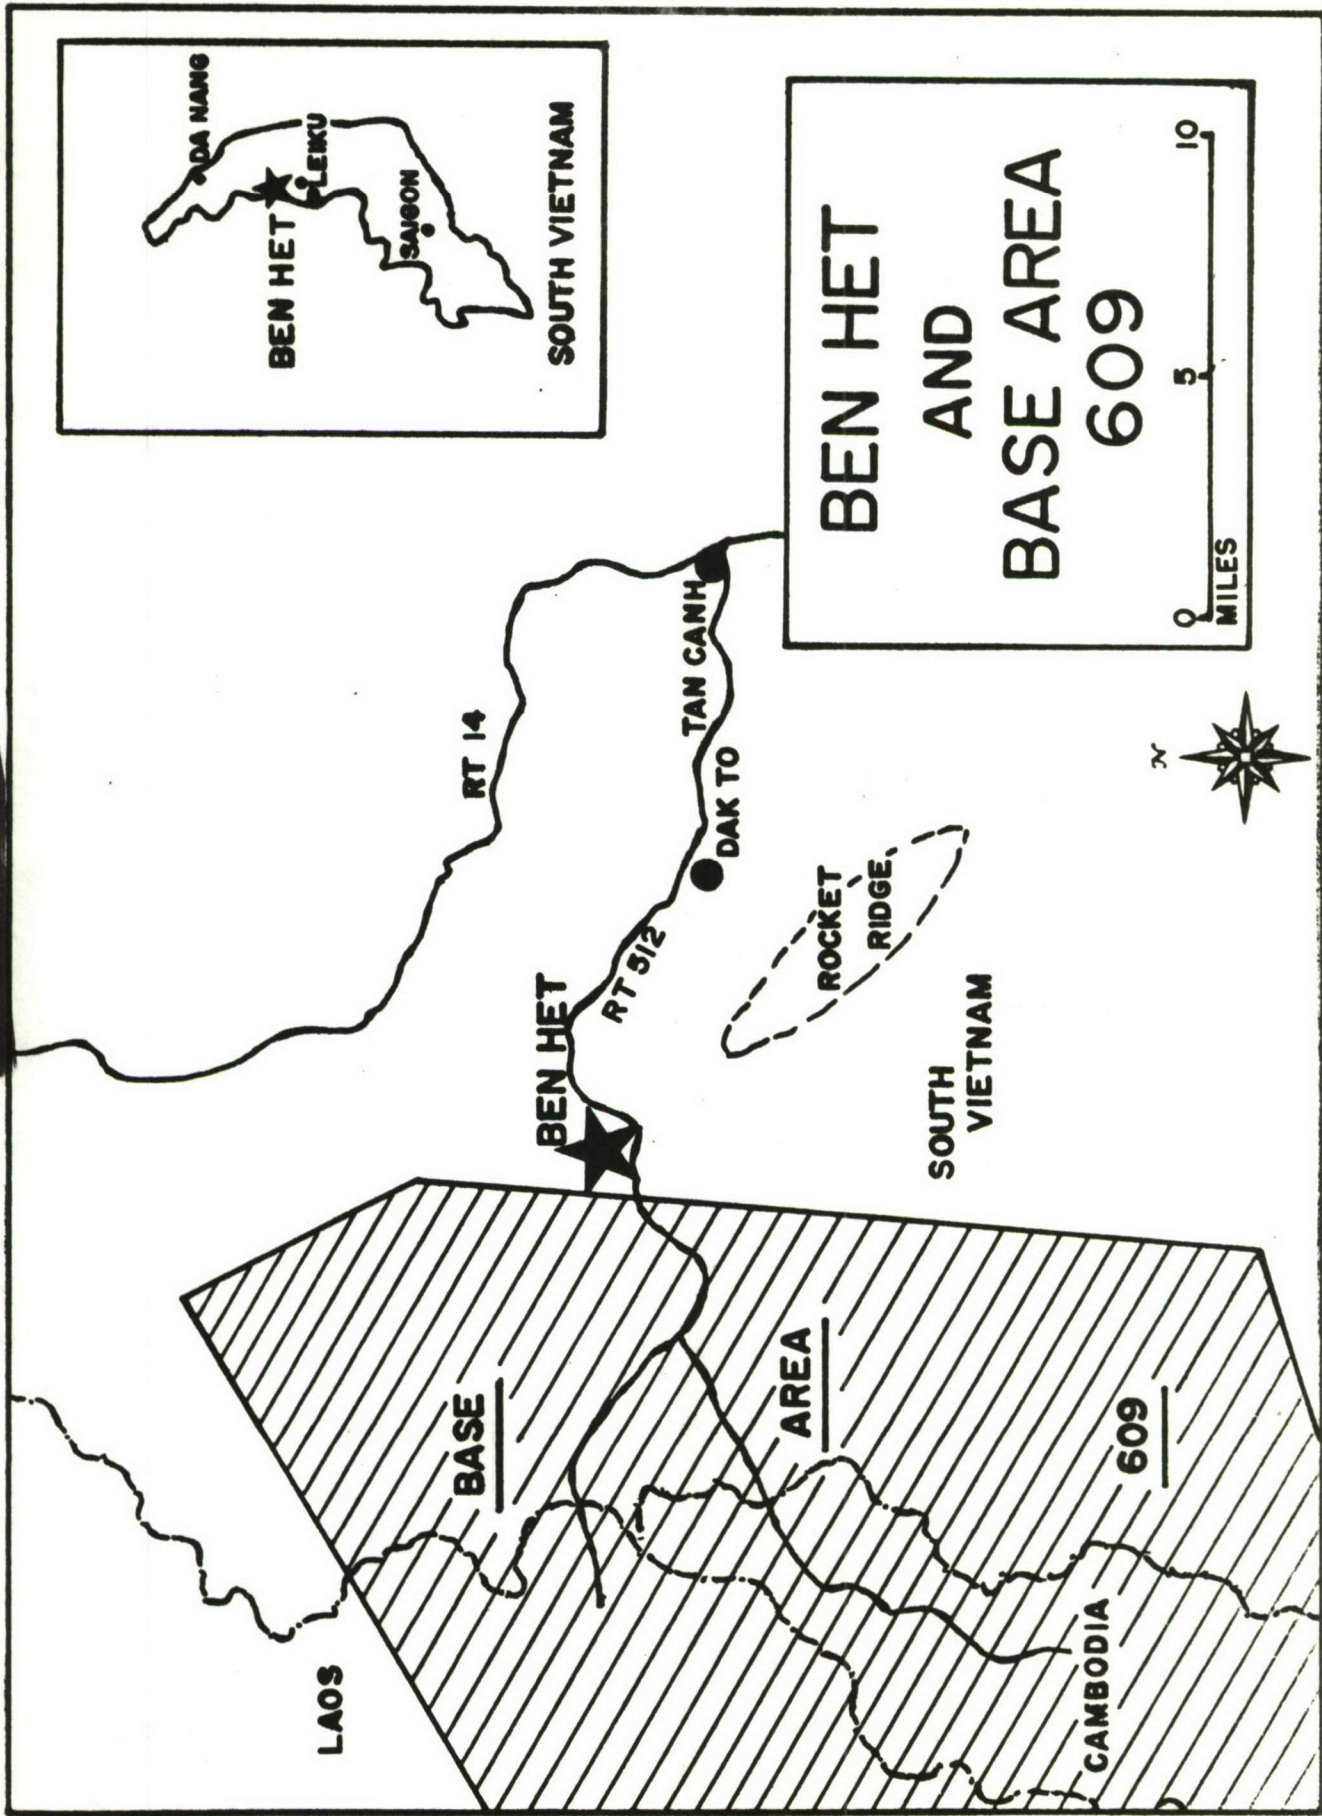 DA NANG
BEN HET
PLEIKU
SAIGON
SOUTH VIETNAM
RT 14
BEN HET
RT 512
DAK TO
TAN CANH
ROCKET
RIDGE
SOUTH
VIETNAM
LAOS
BASE
AREA
609
CAMBODIA
N
BEN HET
AND
BASE AREA
609
0 5 10
MILES